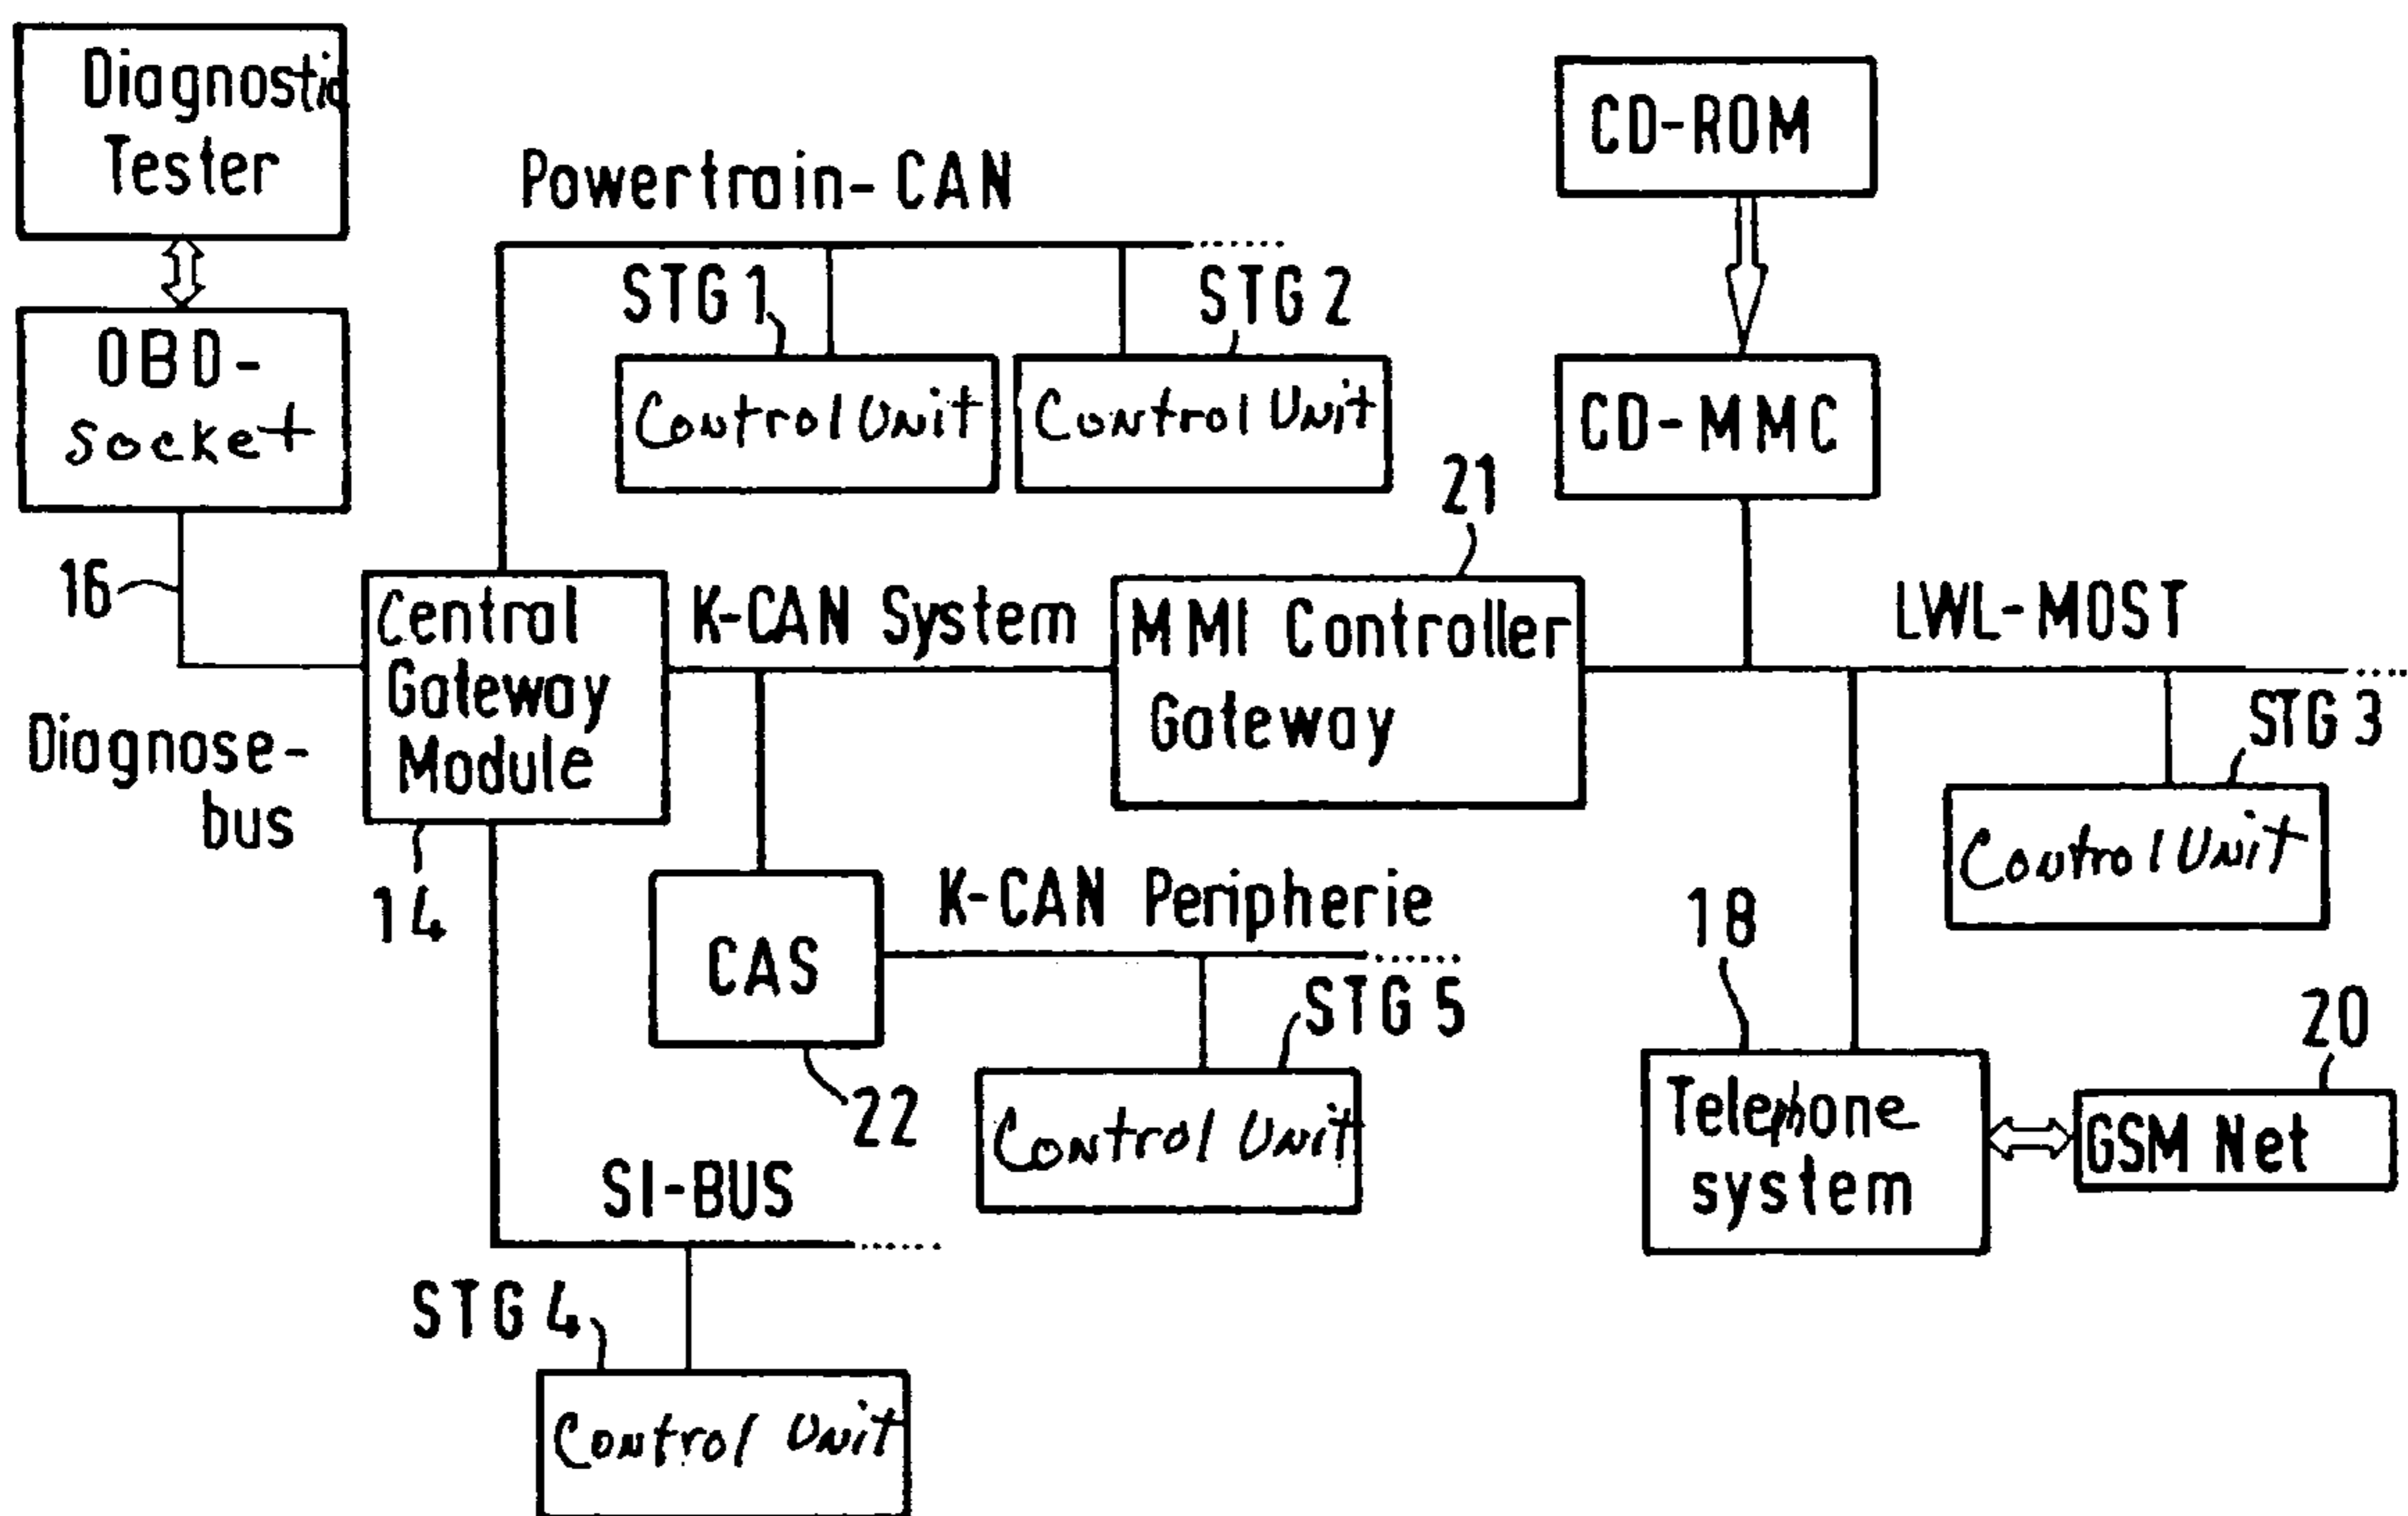 Diagnostic
Tester
CD-ROM
Powertrain-CAN
STG 1
STG 2
OBD-
Socket
Control Unit
Control Unit
CD-MMC
21
16
Central
Gateway
Module
K-CAN System
MMI Controller
Gateway
LWL-MOST
STG 3
Diagnose-
bus
Control Unit
14
CAS
K-CAN Peripherie
18
STG 5
20
22
Control Unit
Telephone
system
GSM Net
SI-BUS
STG 4
Control Unit